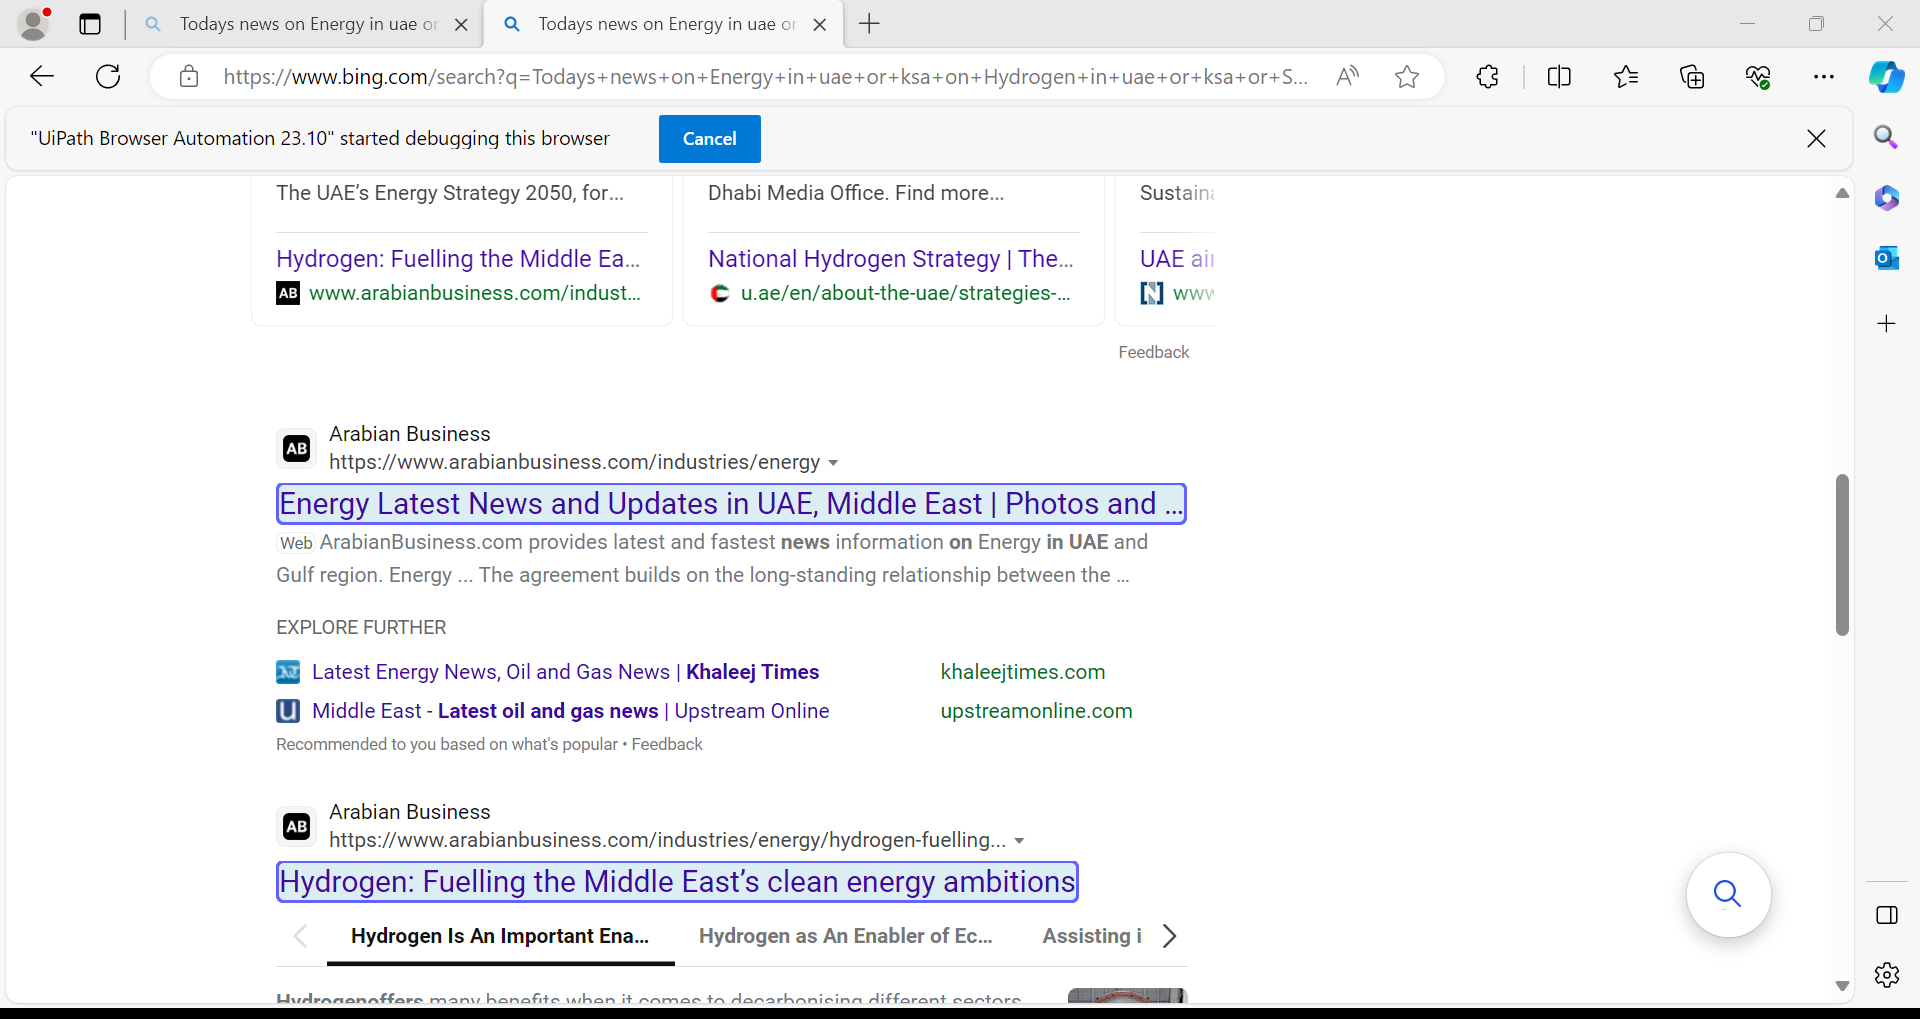 Todays news on Energy in uae or
Todays news on Energy in uae or
https://www.bing.com/search?q=Todays+news+on+Energy+in+uae+or+ksa+on+Hydrogen+in+uae+or+ksa+or+S...
"UiPath Browser Automation 23.10" started debugging this browser
Cancel
The UAE's Energy Strategy 2050, for...
Dhabi Media Office. Find more...
Sustaina
Hydrogen: Fuelling the Middle Ea...
National Hydrogen Strategy | The...
UAE air
AB www.arabianbusiness.com/indust...
u.ae/en/about-the-uae/strategies-...
N www
Feedback
AB
Arabian Business
https://www.arabianbusiness.com/industries/energy
Energy Latest News and Updates in UAE, Middle East | Photos and ...
Web ArabianBusiness.com provides latest and fastest news information on Energy in UAE and
Gulf region. Energy ... The agreement builds on the long-standing relationship between the ...
EXPLORE FURTHER
Latest Energy News, Oil and Gas News | Khaleej Times
khaleejtimes.com
U Middle East - Latest oil and gas news | Upstream Online
upstreamonline.com
Recommended to you based on what's popular • Feedback
AB
Arabian Business
https://www.arabianbusiness.com/industries/energy/hydrogen-fuelling...
Hydrogen: Fuelling the Middle East’s clean energy ambitions
Hydrogen Is An Important Ena...
Hydrogen as An Enabler of Ec...
Assisting i
Hydrogenoffers many benefits when it comes to decarbonising different sectors